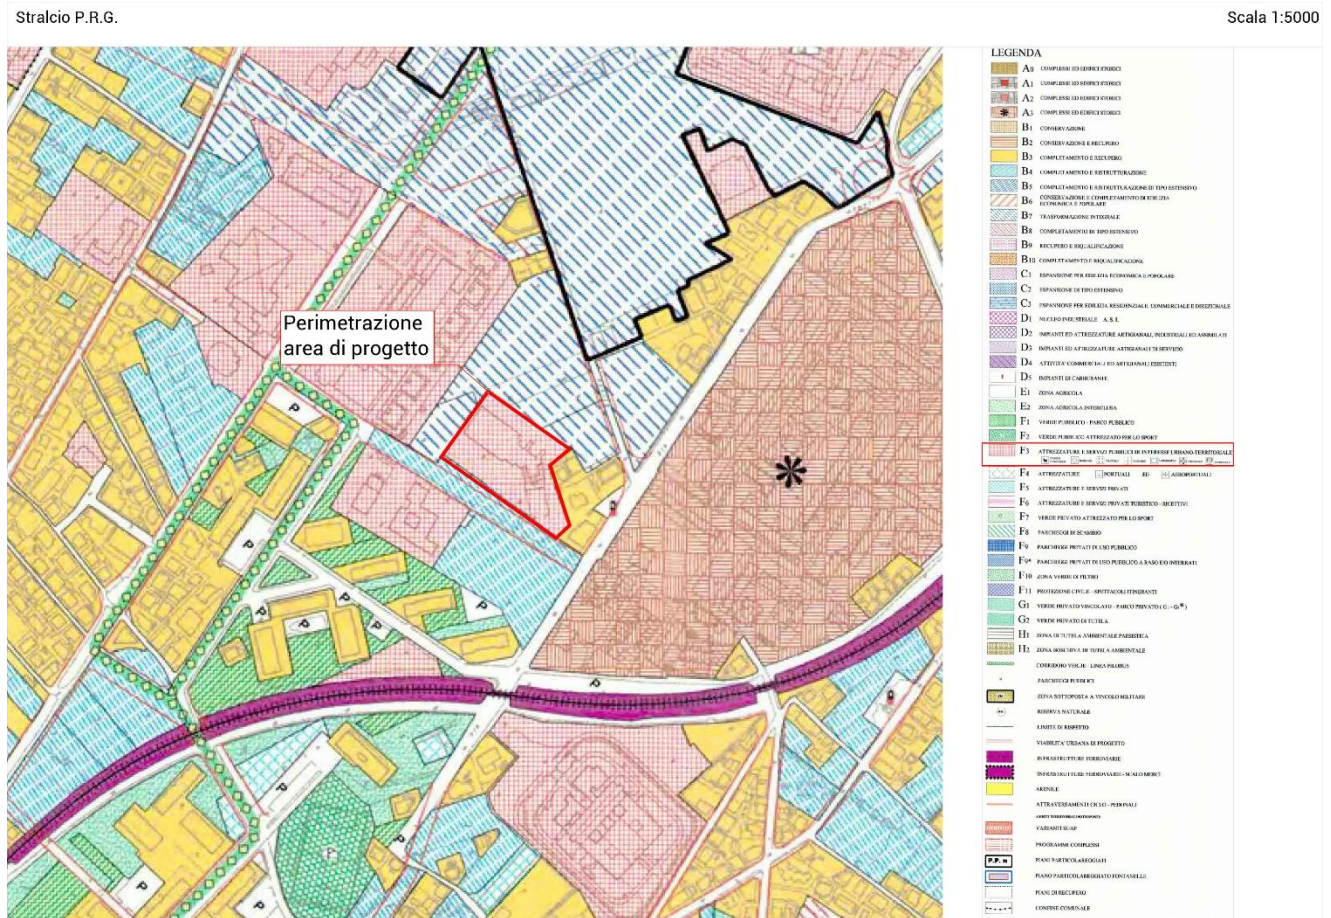 Stralcio P.R.G.
Scala 1:5000
Perimetrazione
area di progetto
P
P
P
P
P
P
P
P
P
P
P
P
LEGENDA
A0 COMPLESSI ED EDIFICI STORICI
A1 COMPLESSI ED EDIFICI STORICI
A2 COMPLESSI ED EDIFICI STORICI
A3 COMPLESSI ED EDIFICI STORICI
B1 CONSERVAZIONE
B2 CONSERVAZIONE E RECUPERO
B3 COMPLETAMENTO E RECUPERO
B4 COMPLETAMENTO E RISTRUTTURAZIONE
B5 COMPLETAMENTO E RISTRUTTURAZIONE DI TIPO ESTENSIVO
B6 CONSERVAZIONE E COMPLETAMENTO DI EDILIZIA
ECONOMICA E POPOLARE
B7 TRASFORMAZIONE INTEGRALE
B8 COMPLETAMENTO DI TIPO ESTENSIVO
B9 RECUPERO E RIQUALIFICAZIONE
B10 COMPLETAMENTO E RIQUALIFICAZIONE
C1 ESPANSIONE PER EDILIZIA ECONOMICA E POPOLARE
C2 ESPANSIONE DI TIPO ESTENSIVO
C3 ESPANSIONE PER EDILIZIA RESIDENZIALE, COMMERCIALE E DIREZIONALE
D1 NUCLEO INDUSTRIALE A. S. I.
D2 IMPIANTI ED ATTREZZATURE ARTIGIANALI, INDUSTRIALI ED ASSIMILATI
D3 IMPIANTI ED ATTREZZATURE ARTIGIANALI DI SERVIZIO
D4 ATTIVITA' COMMERCIALI ED ARTIGIANALI ESISTENTI
D5 IMPIANTI DI CARBURANTE
E1 ZONA AGRICOLA
E2 ZONA AGRICOLA INTERCLUSA
F1 VERDE PUBBLICO - PARCO PUBBLICO
F2 VERDE PUBBLICO ATTREZZATO PER LO SPORT
F3 ATTREZZATURE E SERVIZI PUBBLICI DI INTERESSE URBANO-TERRITORIALE
F4 ATTREZZATURE PORTUALI ED AEROPORTUALI
F5 ATTREZZATURE E SERVIZI PRIVATI
F6 ATTREZZATURE E SERVIZI PRIVATI TURISTICO - RICETTIVI
F7 VERDE PRIVATO ATTREZZATO PER LO SPORT
F8 PARCHEGGI DI SCAMBIO
F9 PARCHEGGI PRIVATI DI USO PUBBLICO
F9* PARCHEGGI PRIVATI DI USO PUBBLICO A RASO E/O INTERRATI
F10 ZONA VERDE DI FILTRO
F11 PROTEZIONE CIVILE - SPETTACOLI ITINERANTI
G1 VERDE PRIVATO VINCOLATO - PARCO PRIVATO ( G1 - G1* )
G2 VERDE PRIVATO DI TUTELA
H1 ZONA DI TUTELA AMBIENTALE PAESISTICA
H2 ZONA BOSCHIVA DI TUTELA AMBIENTALE
CORRIDOIO VERDE - LINEA FILOBUS
PARCHEGGI PUBBLICI
ZONA SOTTOPOSTA A VINCOLO MILITARE
RISERVA NATURALE
LIMITE DI RISPETTO
VIABILITA' URBANA DI PROGETTO
INFRASTRUTTURE FERROVIARIE
INFRASTRUTTURE FERROVIARIE - SCALO MERCI
ARENILE
ATTRAVERSAMENTI CICLO - PEDONALI
VARIANTI SUAP
PROGRAMMI COMPLESSI
P.P. n PIANI PARTICOLAREGGIATI
PIANO PARTICOLAREGGIATO FONTANELLE
PIANI DI RECUPERO
CONFINE COMUNALE